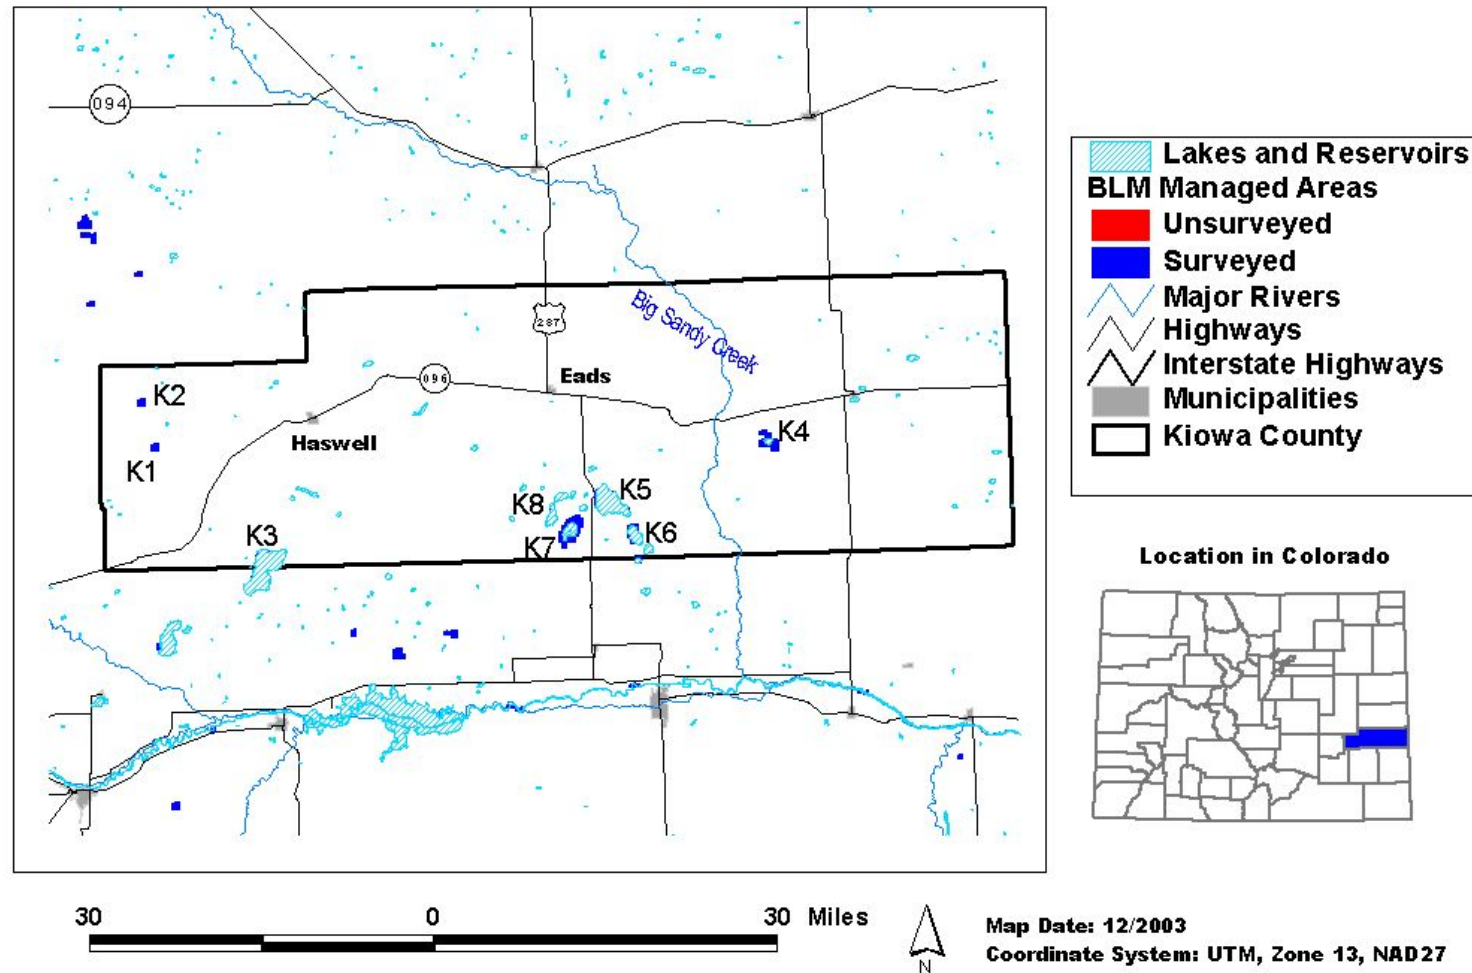 094
Big Sandy Creek
287
Eads
096
K2
Haswell
K4
K1
K5
K8
K6
K3
K7
Lakes and Reservoirs
BLM Managed Areas
Unsurveyed
Surveyed
Major Rivers
Highways
Interstate Highways
Municipalities
Kiowa County
Location in Colorado
30 0 30 Miles
N
Map Date: 12/2003
Coordinate System: UTM, Zone 13, NAD27